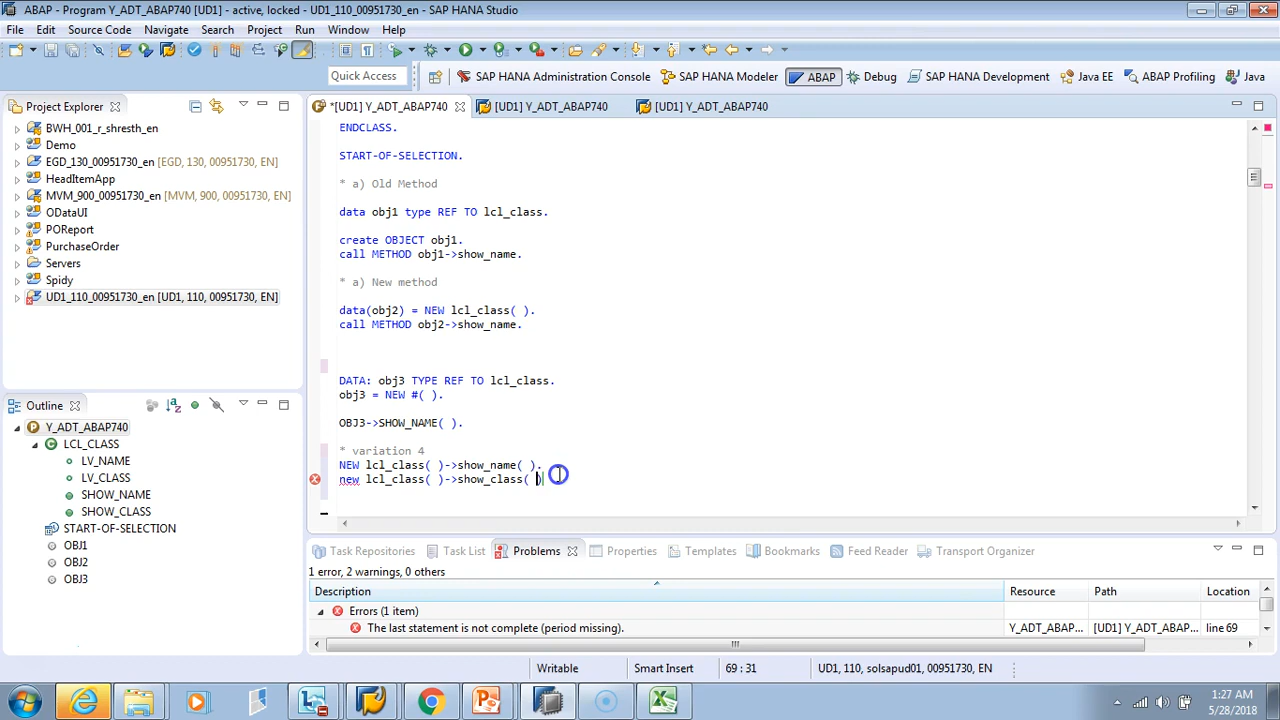 ABAP - Program Y_ADT_ABAP740 [UD1] - active, locked - UD1_110_00951730_en - SAP HANA Studio
File Edit Source Code Navigate Search Project Run Window Help
Quick Access SAP HANA Administration Console SAP HANA Modeler ABAP Debug SAP HANA Development Java EE ABAP Profiling Java
Project Explorer
*[UD1] Y_ADT_ABAP740 [UD1] Y_ADT_ABAP740 [UD1] Y_ADT_ABAP740
BWH_001_r_shresth_en
Demo
EGD_130_00951730_en [EGD, 130, 00951730, EN]
HeadItemApp
MVM_900_00951730_en [MVM, 900, 00951730, EN]
ODataUI
POReport
PurchaseOrder
Servers
Spidy
UD1_110_00951730_en [UD1, 110, 00951730, EN]
ENDCLASS.
START-OF-SELECTION.
* a) Old Method
data obj1 type REF TO lcl_class.
create OBJECT obj1.
call METHOD obj1->show_name.
* a) New method
data(obj2) = NEW lcl_class( ).
call METHOD obj2->show_name.
DATA: obj3 TYPE REF TO lcl_class.
obj3 = NEW #( ).
OBJ3->SHOW_NAME( ).
* variation 4
NEW lcl_class( )->show_name( ).
new lcl_class( )->show_class( )
Outline
Y_ADT_ABAP740
LCL_CLASS
LV_NAME
LV_CLASS
SHOW_NAME
SHOW_CLASS
START-OF-SELECTION
OBJ1
OBJ2
OBJ3
Task Repositories Task List Problems Properties Templates Bookmarks Feed Reader Transport Organizer
1 error, 2 warnings, 0 others
Description Resource Path Location
Errors (1 item)
The last statement is not complete (period missing). Y_ADT_ABAP... [UD1] Y_ADT_ABAP... line 69
Writable Smart Insert 69 : 31 UD1, 110, solsapud01, 00951730, EN
1:27 AM
5/28/2018